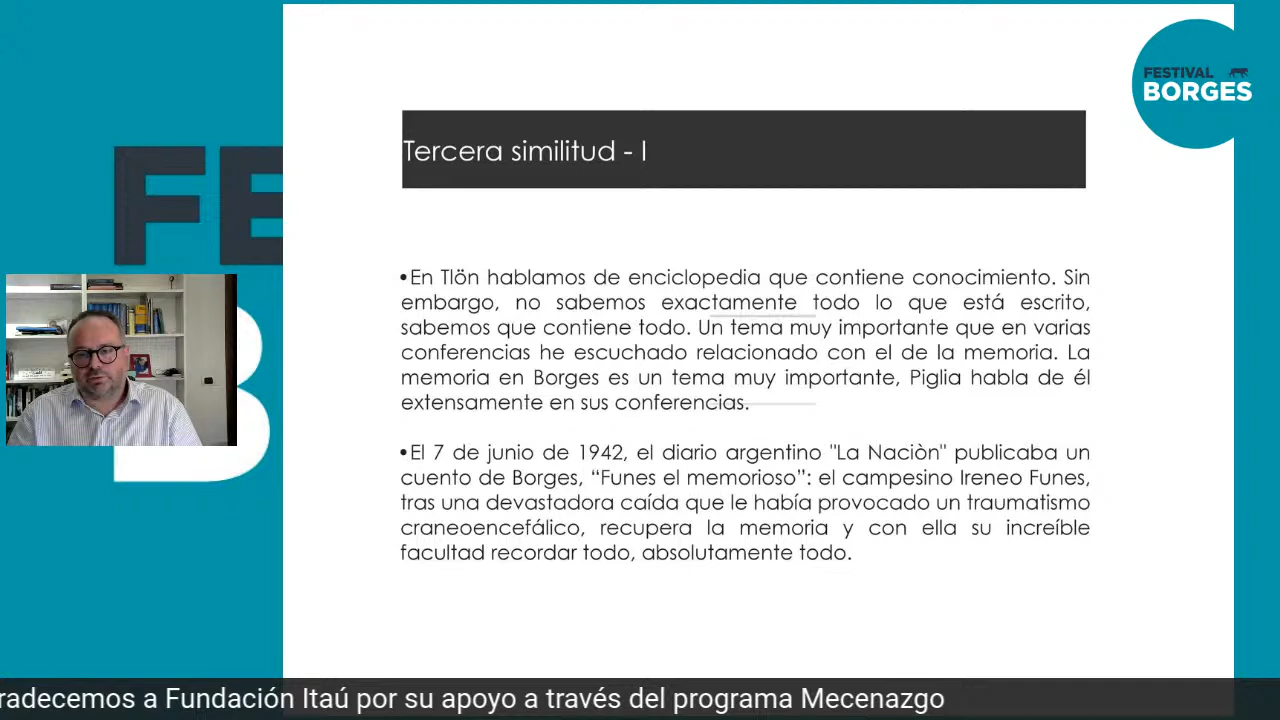 FESTIVAL
BORGES
Tercera similitud - I
FE
B
•En Tlön hablamos de enciclopedia que contiene conocimiento. Sin
embargo, no sabemos exactamente todo lo que está escrito,
sabemos que contiene todo. Un tema muy importante que en varias
conferencias he escuchado relacionado con el de la memoria. La
memoria en Borges es un tema muy importante, Piglia habla de él
extensamente en sus conferencias.
•El 7 de junio de 1942, el diario argentino "La Naciòn" publicaba un
cuento de Borges, “Funes el memorioso”: el campesino Ireneo Funes,
tras una devastadora caída que le había provocado un traumatismo
craneoencefálico, recupera la memoria y con ella su increíble
facultad recordar todo, absolutamente todo.
radecemos a Fundación Itaú por su apoyo a través del programa Mecenazgo